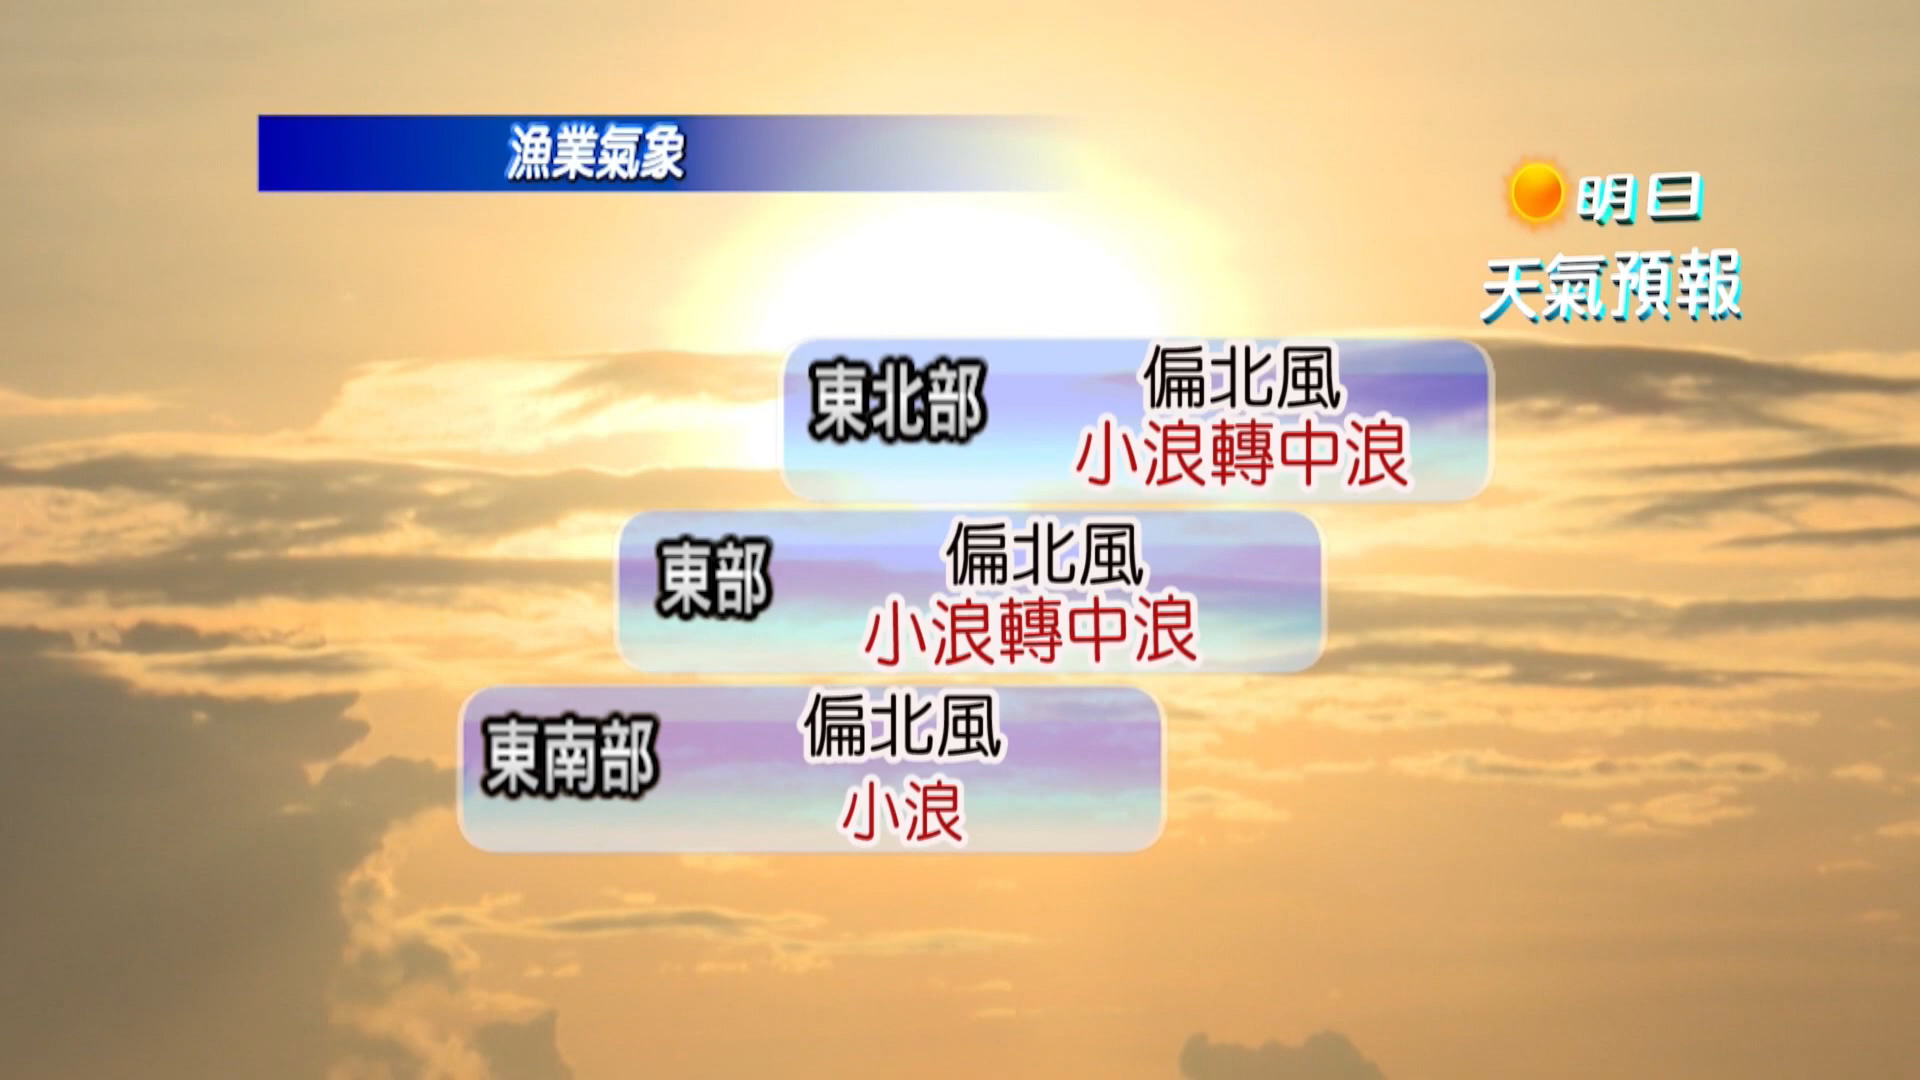 漁業氣象
明日
天氣預報
東北部
偏北風
小浪轉中浪
東部
偏北風
小浪轉中浪
東南部
偏北風
小浪